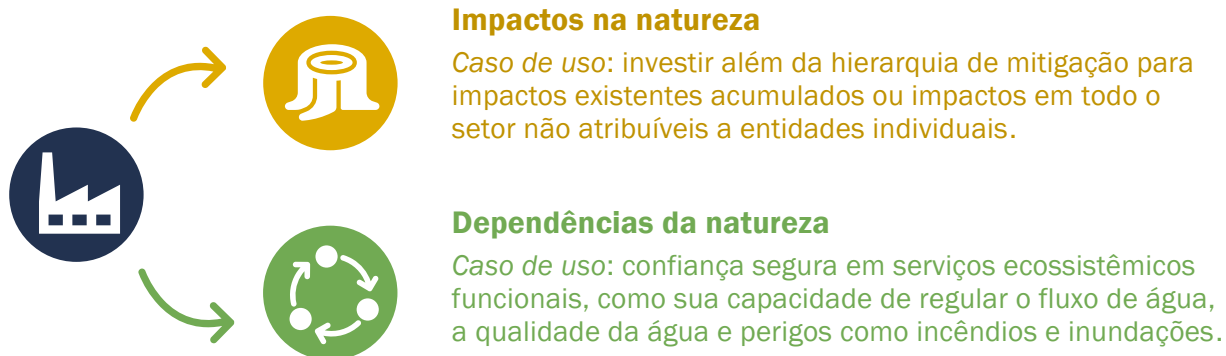 Impactos na natureza
Caso de uso: investir além da hierarquia de mitigação para
impactos existentes acumulados ou impactos em todo o
setor não atribuíveis a entidades individuais.
Dependências da natureza
Caso de uso: confiança segura em serviços ecossistêmicos
funcionais, como sua capacidade de regular o fluxo de água,
a qualidade da água e perigos como incêndios e inundações.